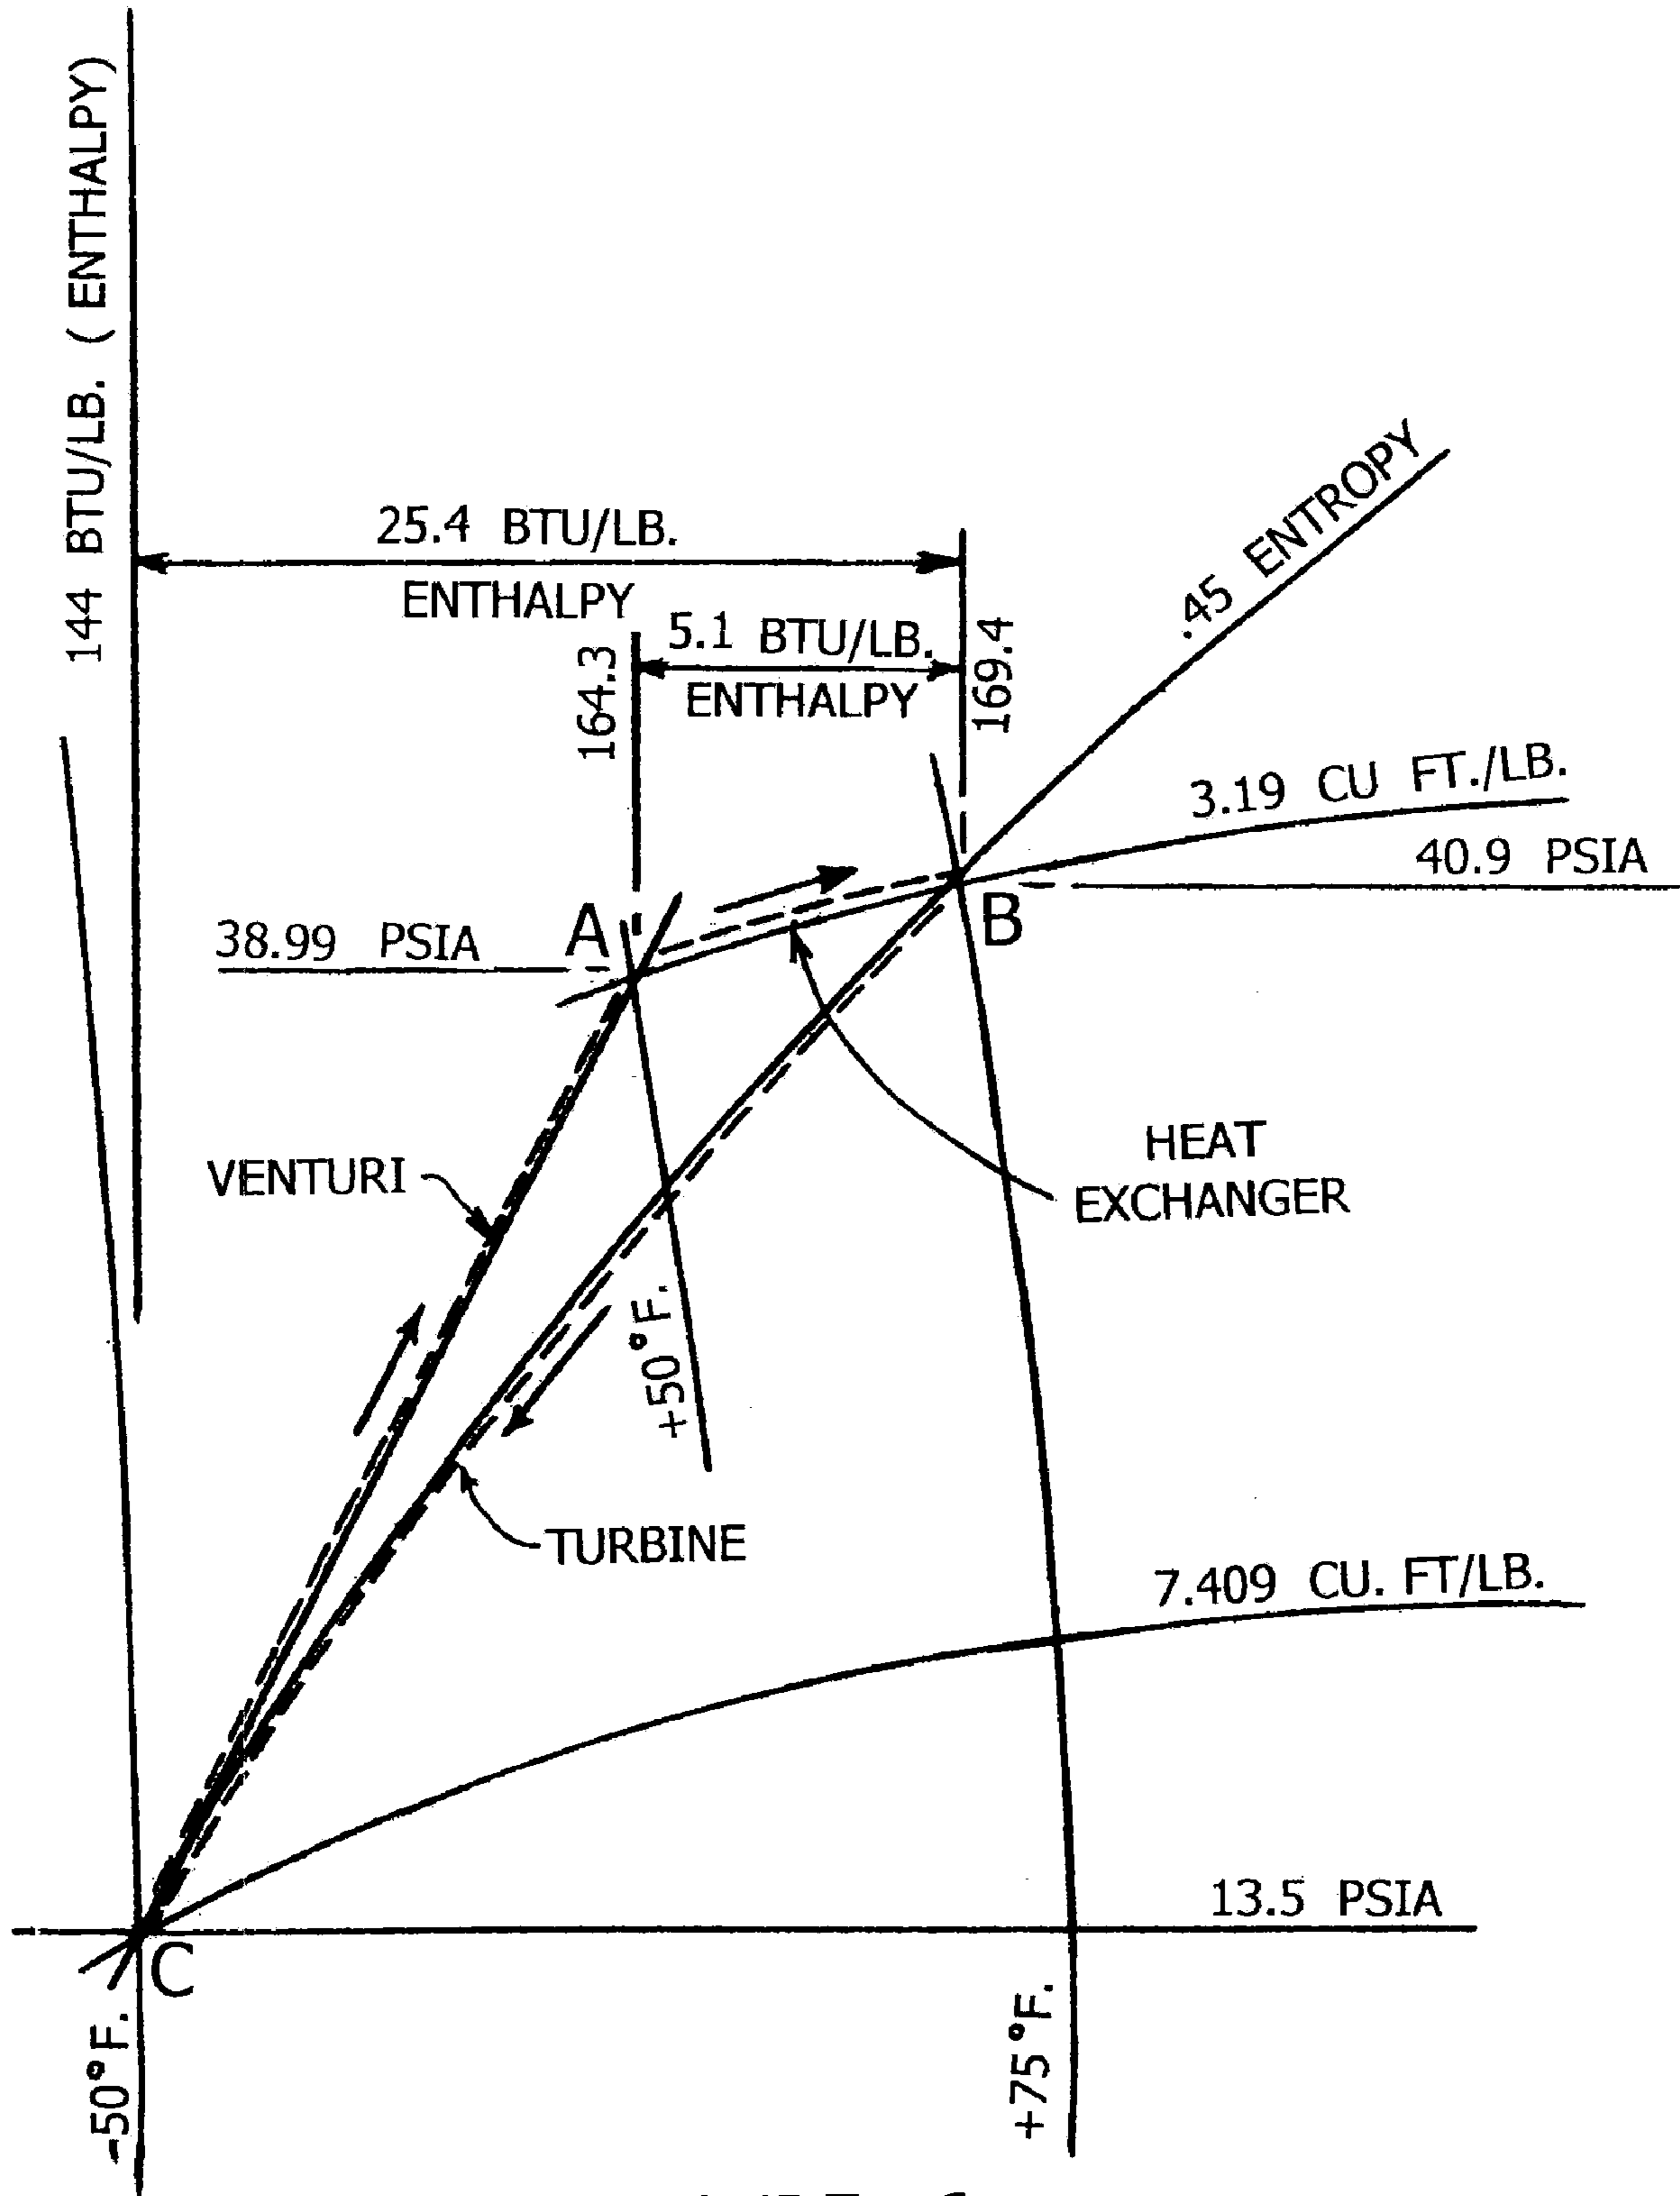 144 BTU/LB. ( ENTHALPY)
25.4 BTU/LB.
ENTHALPY
5.1 BTU/LB.
ENTHALPY
164.3
169.4
.45 ENTROPY
3.19 CU FT./LB.
40.9 PSIA
38.99 PSIA
A
B
VENTURI
HEAT
EXCHANGER
+50°F.
TURBINE
7.409 CU. FT/LB.
13.5 PSIA
C
-50°F.
+75°F.